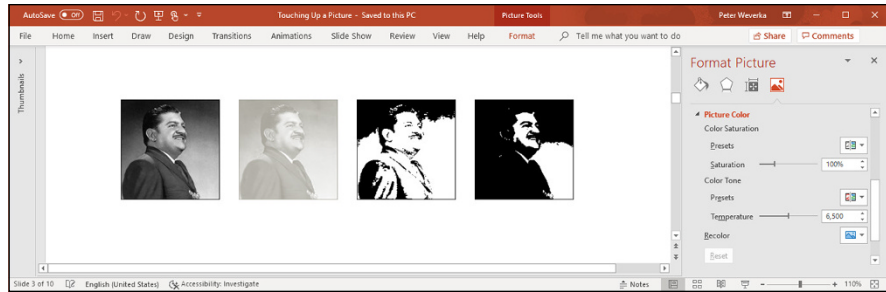 AutoSave Off Touching Up a Picture - Saved to this PC Picture Tools Peter Weverka
File Home Insert Draw Design Transitions Animations Slide Show Review View Help Format Tell me what you want to do Share Comments
Thumbnails
Format Picture
Picture Color
Color Saturation
Presets
Saturation 100%
Color Tone
Presets
Temperature 6,500
Recolor
Reset
Slide 3 of 10 English (United States) Accessibility: Investigate Notes 110%